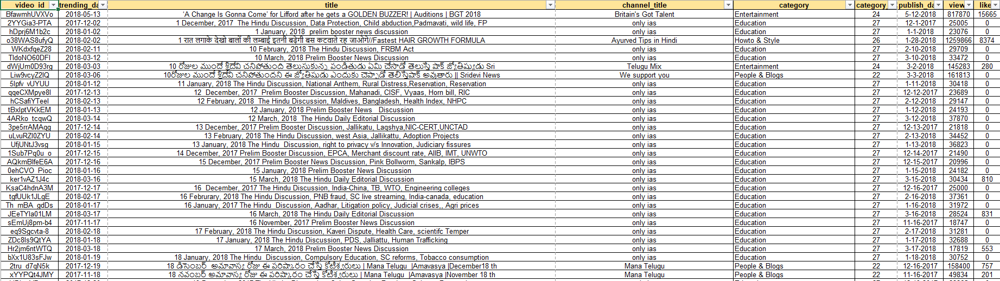 video_id trending_da title channel_title category category_ publish_da view like
BfawmhUVXVo 2018-05-13 ‘A Change Is Gonna Come’ for Lifford after he gets a GOLDEN BUZZER! | Auditions | BGT 2018 Britain's Got Talent Entertainment 24 5-12-2018 817870 15665
2YYGia3-PTA 2017-12-02 1 December, 2017 The Hindu Discussion, Data Protection, Child abduction,Padmavati, wild life, FP only ias Education 27 12-1-2017 25005 0
hDprj6M1b2c 2018-01-02 1 January, 2018 prelim booster news discussion only ias Education 27 1-1-2018 23076 0
o38WAS8ufyQ 2018-02-02 1 रात लगाके देखो बालों की लम्बाई इतनी बढ़ेगी बस कटवाते रह जाओगे//Fastest HAIR GROWTH FORMULA Ayurved Tips in Hindi Howto & Style 26 1-28-2018 1259866 8374
WKdxfqeZ28 2018-02-11 10 February, 2018 The Hindu Discussion, FRBM Act only ias Education 27 2-10-2018 29709 0
TldoNO60DFI 2018-03-12 10 March, 2018 Prelim Booster News Discussion only ias Education 27 3-10-2018 33472 0
dWjUm0D93rg 2018-03-03 10 రోజుల ముందే శ్రీదేవి చనిపోతుంది తెలుసుకున్న పండితుడు ఏమి చేసాడో తెలుస్తే షాక్ జ్యోతిష్యుడు Sri Telugu Mix Entertainment 24 3-2-2018 145283 280
Liw9vcyZ2lQ 2018-03-06 10రోజుల ముందే శ్రీదేవి చనిపోతుందని ఈ జ్యోతిషుడు ఎందుకు చెప్పాడో తెలిస్తేషాక్ అవుతారు || Sridevi News We support you People & Blogs 22 3-3-2018 161813 0
5lpfv_vUYUU 2018-01-12 11 January, 2018 The Hindu Discussion, National Anthem, Rural Distress,Reservation, Reservation only ias Education 27 1-11-2018 30418 0
qqeCXMpye8I 2017-12-13 12 December, 2017 Prelim Booster Discussion, Mahanadi, CISF, Vyaas, Horn bill, RIC only ias Education 27 12-12-2017 23689 0
hCSafiYTeeI 2018-02-13 12 February, 2018 The Hindu Discussion, Maldives, Bangladesh, Health Index, NHPC only ias Education 27 2-12-2018 29147 0
tBxlptVKkEM 2018-01-13 12 January, 2018 Prelim Booster News Discussion only ias Education 27 1-12-2018 24193 0
4ARko_tcqwQ 2018-03-14 12 March, 2018 The Hindu Daily Editorial Discussion only ias Education 27 3-12-2018 37870 0
3pe5rrAMAqg 2017-12-14 13 December, 2017 Prelim Booster Discussion, Jallikatu, Laqshya,NIC-CERT,UNCTAD only ias Education 27 12-13-2017 21818 0
uLvuRZI0ZYU 2018-02-14 13 February, 2018 The Hindu Discussion, west Asia, Jallikattu, Adoption Projects only ias Education 27 2-13-2018 34452 0
UfjUNtJ3vsg 2018-01-15 13 January, 2018 The Hindu Discussion, right to privacy v/s Innovation, Judiciary fissures only ias Education 27 1-13-2018 36823 0
1Sub7Pq0u_o 2017-12-15 14 December, 2017 Prelim Booster Discussion, EPCA, Merchant discount rate, AIIB, IMT, UNWTO only ias Education 27 12-14-2017 21490 0
AQkmBlfeE6A 2017-12-16 15 December, 2017 Prelim Booster News Discussion, Pink Bollworm, Sankalp, IBPS only ias Education 27 12-15-2017 20996 0
0ehCVO_Pioc 2018-01-16 15 January, 2018 Prelim Booster News Discussion only ias Education 27 1-15-2018 24182 0
ker1vAZ1J4c 2018-03-16 15 March, 2018 The Hindu Daily Editorial Discussion only ias Education 27 3-15-2018 30434 810
KsaC4hdnA3M 2017-12-17 16 December, 2017 The Hindu Discussion, India-China, TB, WTO, Engineering colleges only ias Education 27 12-16-2017 25000 0
tgfUUk1JLgE 2018-02-17 16 Februrary, 2018 The Hindu Discussion, PNB fraud, SC live streaming, India-canada, education only ias Education 27 2-16-2018 37361 0
Th_mBA_gdDs 2018-01-17 16 January, 2017 The Hindu Discussion, Aadhar, Litigation policy, Judicial crises,, Agri prices only ias Education 27 1-16-2018 31972 0
JEeTYla01LM 2018-03-17 16 March, 2018 The Hindu Daily Editorial Discussion only ias Education 27 3-16-2018 28524 831
sEmUj8pm-b4 2017-11-17 16 November, 2017 Prelim Booster News Discussion only ias Education 27 11-16-2017 18747 0
eq9Sgcvta-8 2018-02-18 17 February, 2018 The Hindu Discussion, Kaveri Dispute, Health Care, scientifc Temper only ias Education 27 2-17-2018 31281 0
ZDc8Is9QtYA 2018-01-18 17 January, 2018 The Hindu Discussion, PDS, Jalliattu, Human Trafficking only ias Education 27 1-17-2018 32688 0
Hr2jm6ntWTQ 2018-03-18 17 March, 2018 Prelim Booster News Discussion only ias Education 27 3-17-2018 17819 553
bXx1U83sFJw 2018-01-19 18 January, 2018 The Hindu Discussion, Compulsory Education, SC reforms, Tobacco consumption only ias Education 27 1-18-2018 30752 0
2tru_d7qN5k 2017-12-19 18 డిసెంబర్ అమావాస్య రోజు ఈ పరిష్కారం చేస్తే కోటిశ్వరులు | Mana Telugu |Amavasya |December18 th Mana Telugu People & Blogs 22 12-16-2017 158400 757
xYYPQt4JMY 2017-11-18 18 నవంబర్ అమావాస్య రోజు ఈ పరిష్కారం చేస్తే కోటిశ్వరులు | Mana Telugu |Amavasya |November 18 th Mana Telugu People & Blogs 22 11-16-2017 49834 201